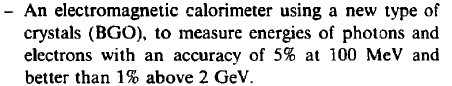 – An electromagnetic calorimeter using a new type of
crystals (BGO), to measure energies of photons and
electrons with an accuracy of 5% at 100 MeV and
better than 1% above 2 GeV.